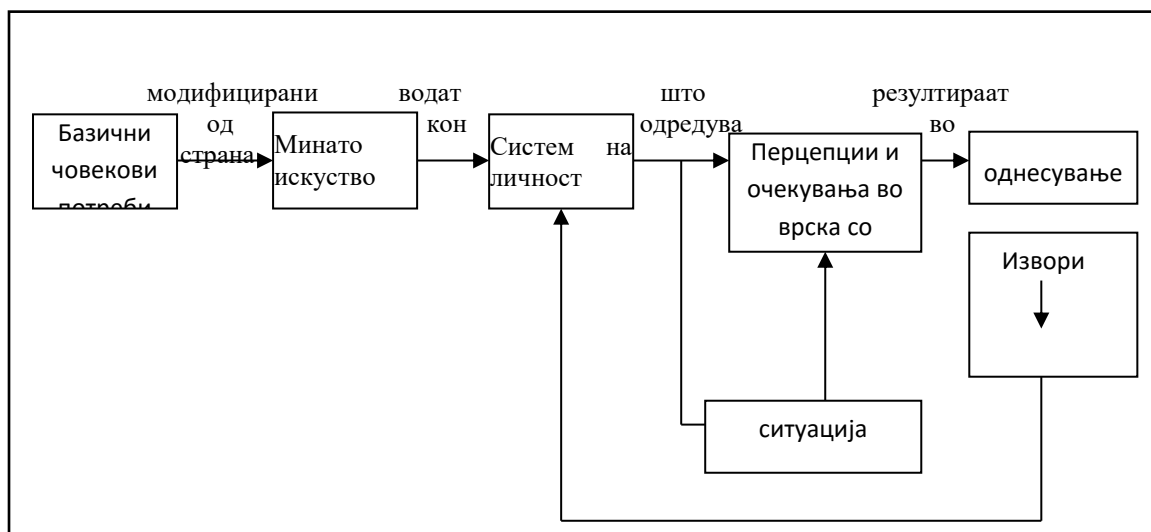 модифицирани
од
страна
водат
кон
што
одредува
резултираат
во
Базични
човекови
потреби
Минато
искуство
Систем на
личност
Перцепции и
очекувања во
врска со
однесување
Извори
ситуација